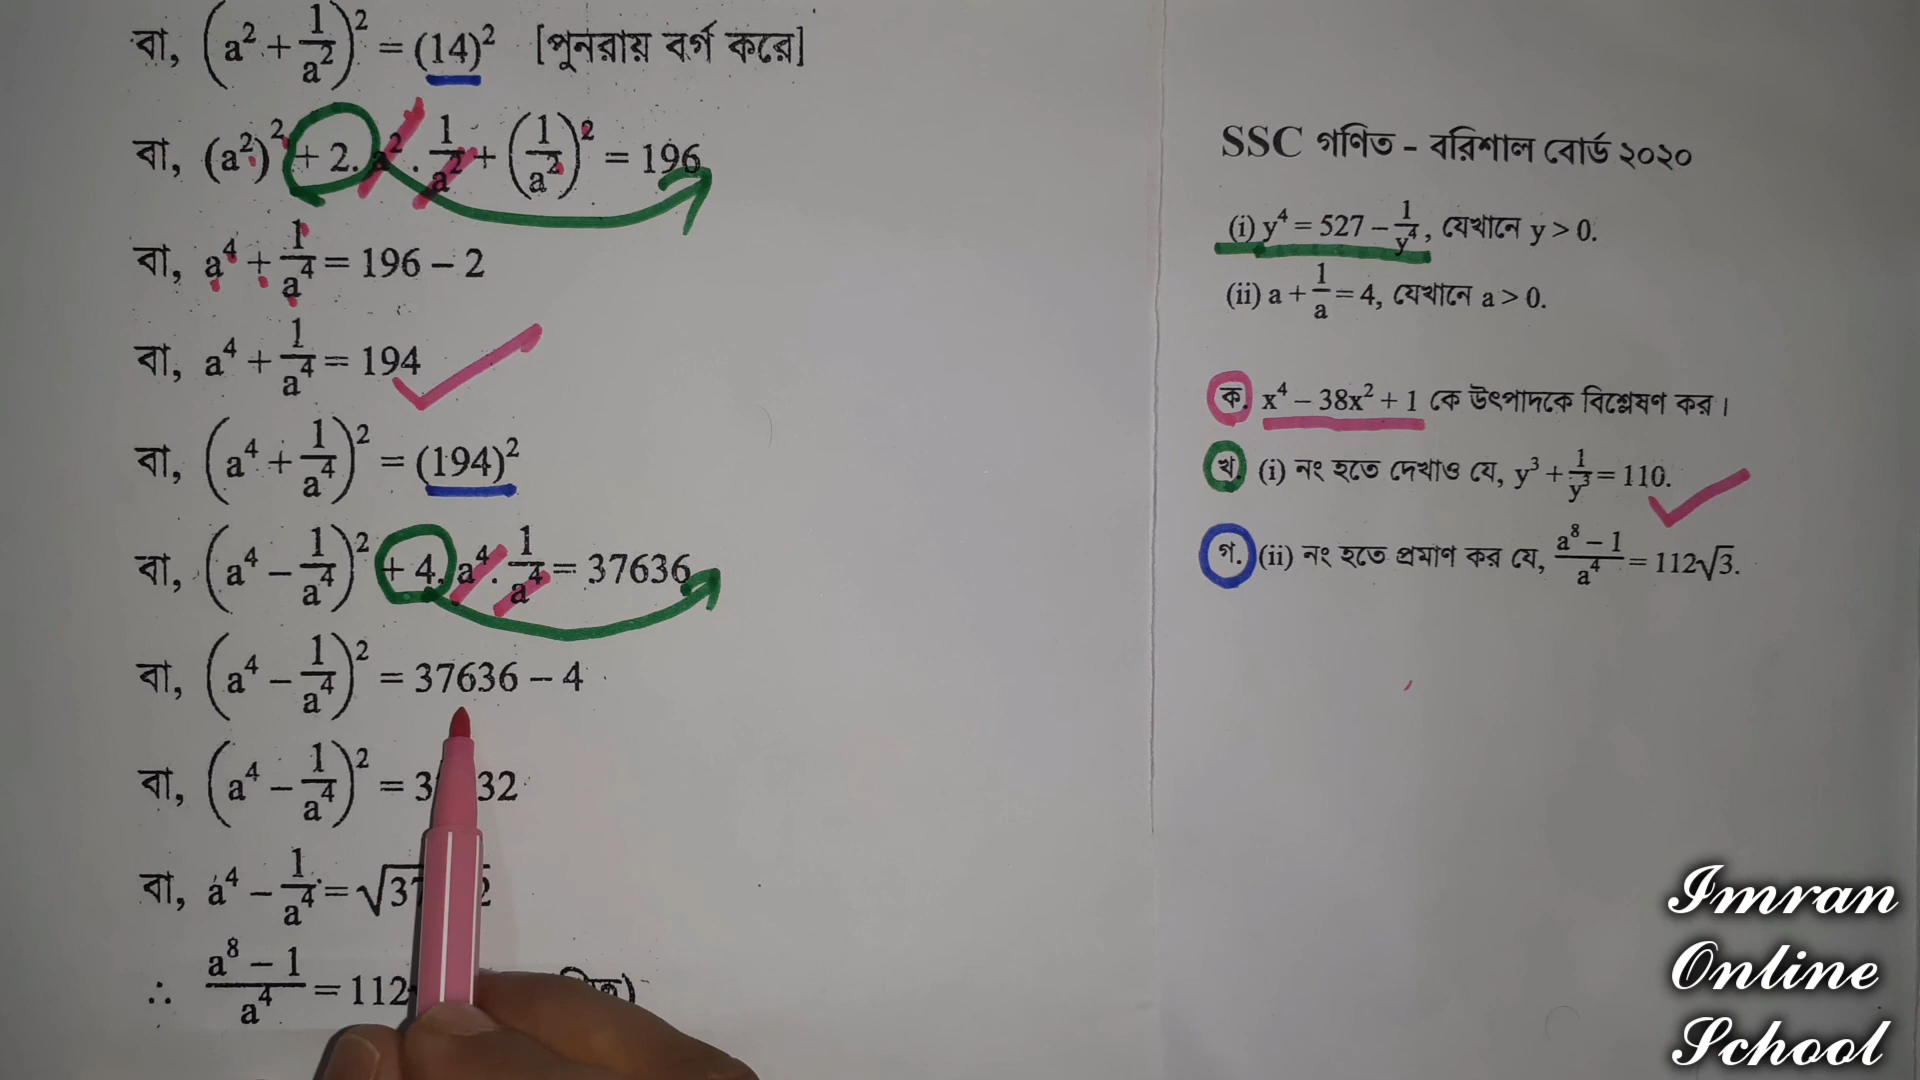 বা, (a² + 1/a²)² = (14)² [পুনরায় বর্গ করে]
বা, (a²)² + 2. a² . 1/a² + (1/a²)² = 196
বা, a⁴ + 1/a⁴ = 196 – 2
বা, a⁴ + 1/a⁴ = 194
বা, (a⁴ + 1/a⁴)² = (194)²
বা, (a⁴ – 1/a⁴)² + 4. a⁴ . 1/a⁴ = 37636
বা, (a⁴ – 1/a⁴)² = 37636 – 4
বা, (a⁴ – 1/a⁴)² = 3 32
বা, a⁴ – 1/a⁴ = √37 2
∴ (a⁸ – 1)/a⁴ = 112
SSC গণিত - বরিশাল বোর্ড ২০২০
(i) y⁴ = 527 – 1/y⁴, যেখানে y > 0.
(ii) a + 1/a = 4, যেখানে a > 0.
ক. x⁴ – 38x² + 1 কে উৎপাদকে বিশ্লেষণ কর।
খ. (i) নং হতে দেখাও যে, y³ + 1/y³ = 110.
গ. (ii) নং হতে প্রমাণ কর যে, (a⁸ – 1)/a⁴ = 112√3.
Imran
Online
School